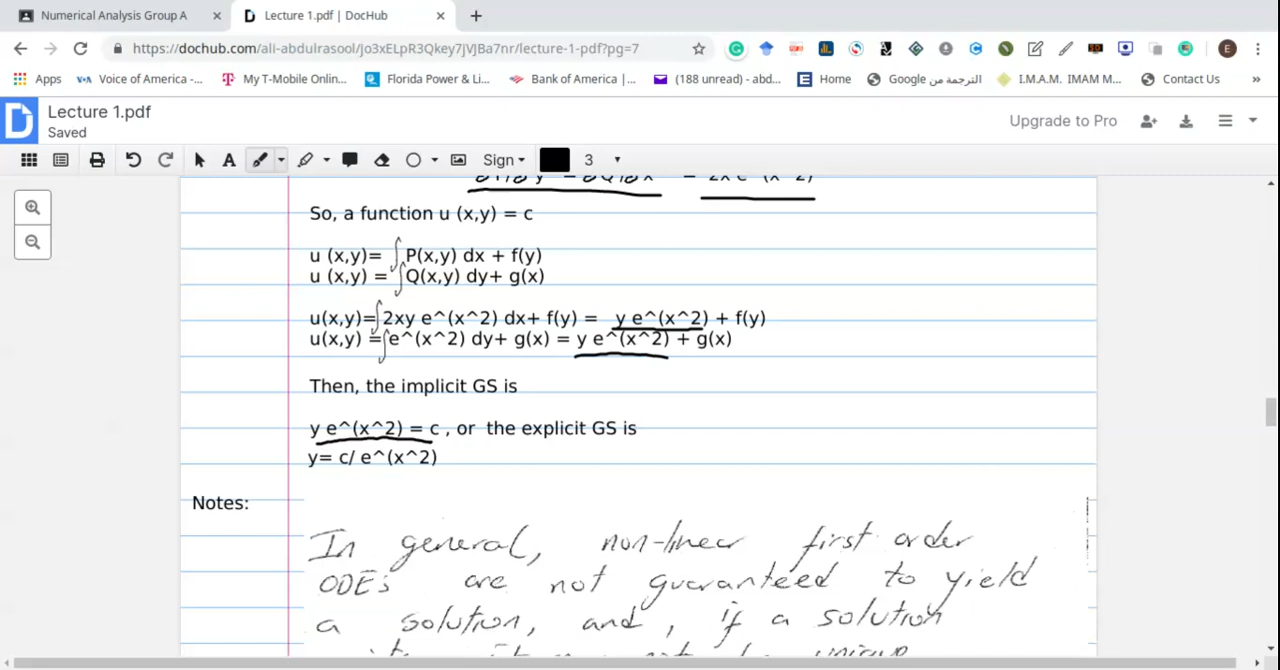 Numerical Analysis Group A
Lecture 1.pdf | DocHub
https://dochub.com/ali-abdulrasool/Jo3xELpR3Qkey7jVJBa7nr/lecture-1-pdf?pg=7
E
Apps
Voice of America -...
My T-Mobile Onlin...
Florida Power & Li...
Bank of America |...
(188 unread) - abd...
Home
Google الترجمة من
I.M.A.M. IMAM M...
Contact Us
»
Lecture 1.pdf
Saved
Upgrade to Pro
A
Sign
3
So, a function u (x,y) = c
u (x,y)= ∫ P(x,y) dx + f(y)
u (x,y) = ∫ Q(x,y) dy+ g(x)
u(x,y)=∫ 2xy e^(x^2) dx+ f(y) = y e^(x^2) + f(y)
u(x,y) =∫ e^(x^2) dy+ g(x) = y e^(x^2) + g(x)
Then, the implicit GS is
y e^(x^2) = c , or the explicit GS is
y= c/ e^(x^2)
Notes:
In general, non-linear first order
ODEs are not guaranteed to yield
a solution, and, if a solution